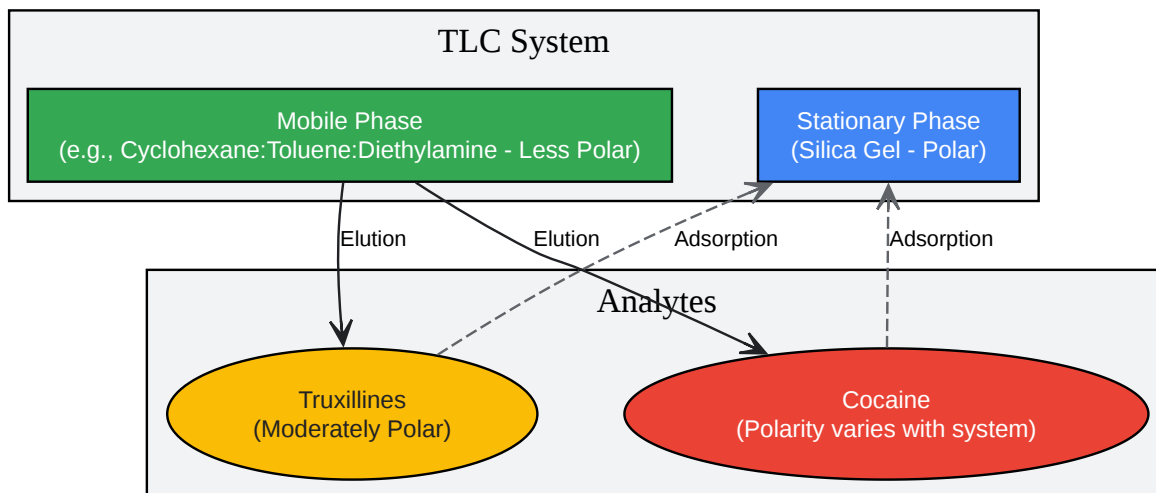 TLC System
Mobile Phase
(e.g., Cyclohexane:Toluene:Diethylamine - Less Polar)
Stationary Phase
(Silica Gel - Polar)
Elution
Elution
Adsorption
Adsorption
Analytes
Truxillines
(Moderately Polar)
Cocaine
(Polarity varies with system)